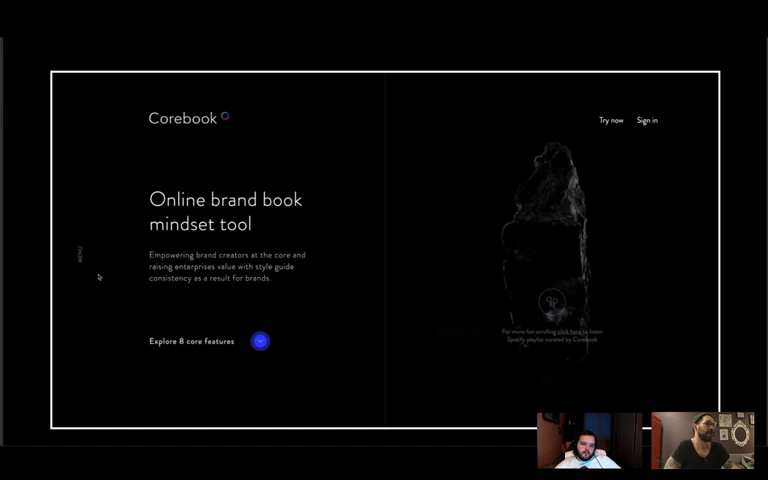 Corebook
Try now
Sign in
Online brand book
mindset tool
MENU
Empowering brand creators at the core and
raising enterprises value with style guide
consistency as a result for brands.
Explore 8 core features
For more fun scrolling click here to listen
Spotify playlist curated by Corebook